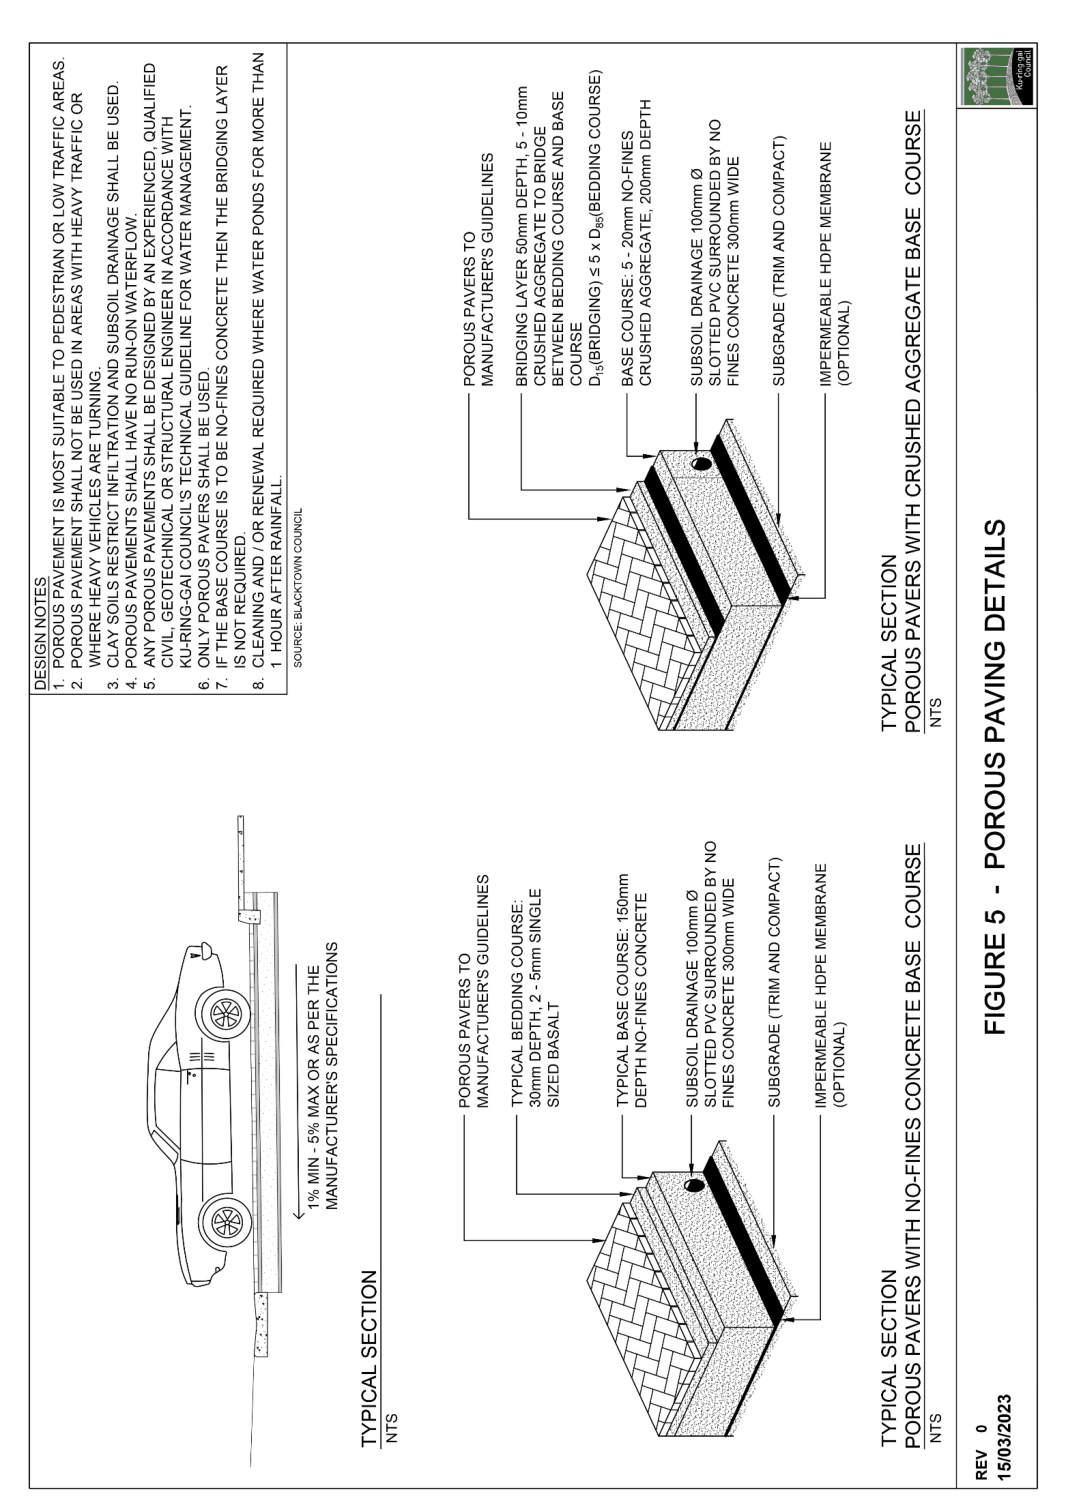 DESIGN NOTES
1. POROUS PAVEMENT IS MOST SUITABLE TO PEDESTRIAN OR LOW TRAFFIC AREAS.
2. POROUS PAVEMENT SHALL NOT BE USED IN AREAS WITH HEAVY TRAFFIC OR
WHERE HEAVY VEHICLES ARE TURNING.
3. CLAY SOILS RESTRICT INFILTRATION AND SUBSOIL DRAINAGE SHALL BE USED.
4. POROUS PAVEMENTS SHALL HAVE NO RUN-ON WATERFLOW.
5. ANY POROUS PAVEMENTS SHALL BE DESIGNED BY AN EXPERIENCED, QUALIFIED
CIVIL, GEOTECHNICAL OR STRUCTURAL ENGINEER IN ACCORDANCE WITH
KU-RING-GAI COUNCIL'S TECHNICAL GUIDELINE FOR WATER MANAGEMENT.
6. ONLY POROUS PAVERS SHALL BE USED.
7. IF THE BASE COURSE IS TO BE NO-FINES CONCRETE THEN THE BRIDGING LAYER
IS NOT REQUIRED.
8. CLEANING AND / OR RENEWAL REQUIRED WHERE WATER PONDS FOR MORE THAN
1 HOUR AFTER RAINFALL.
SOURCE: BLACKTOWN COUNCIL
1% MIN - 5% MAX OR AS PER THE
MANUFACTURER'S SPECIFICATIONS
TYPICAL SECTION
NTS
POROUS PAVERS TO
MANUFACTURER'S GUIDELINES
TYPICAL BEDDING COURSE:
30mm DEPTH, 2 - 5mm SINGLE
SIZED BASALT
TYPICAL BASE COURSE: 150mm
DEPTH NO-FINES CONCRETE
SUBSOIL DRAINAGE 100mm Ø
SLOTTED PVC SURROUNDED BY NO
FINES CONCRETE 300mm WIDE
SUBGRADE (TRIM AND COMPACT)
IMPERMEABLE HDPE MEMBRANE
(OPTIONAL)
TYPICAL SECTION
POROUS PAVERS WITH NO-FINES CONCRETE BASE COURSE
NTS
POROUS PAVERS TO
MANUFACTURER'S GUIDELINES
BRIDGING LAYER 50mm DEPTH, 5 - 10mm
CRUSHED AGGREGATE TO BRIDGE
BETWEEN BEDDING COURSE AND BASE
COURSE
D15(BRIDGING) ≤ 5 x D85(BEDDING COURSE)
BASE COURSE: 5 - 20mm NO-FINES
CRUSHED AGGREGATE, 200mm DEPTH
SUBSOIL DRAINAGE 100mm Ø
SLOTTED PVC SURROUNDED BY NO
FINES CONCRETE 300mm WIDE
SUBGRADE (TRIM AND COMPACT)
IMPERMEABLE HDPE MEMBRANE
(OPTIONAL)
TYPICAL SECTION
POROUS PAVERS WITH CRUSHED AGGREGATE BASE COURSE
NTS
REV 0
15/03/2023
FIGURE 5 - POROUS PAVING DETAILS
Ku-ring-gai
Council